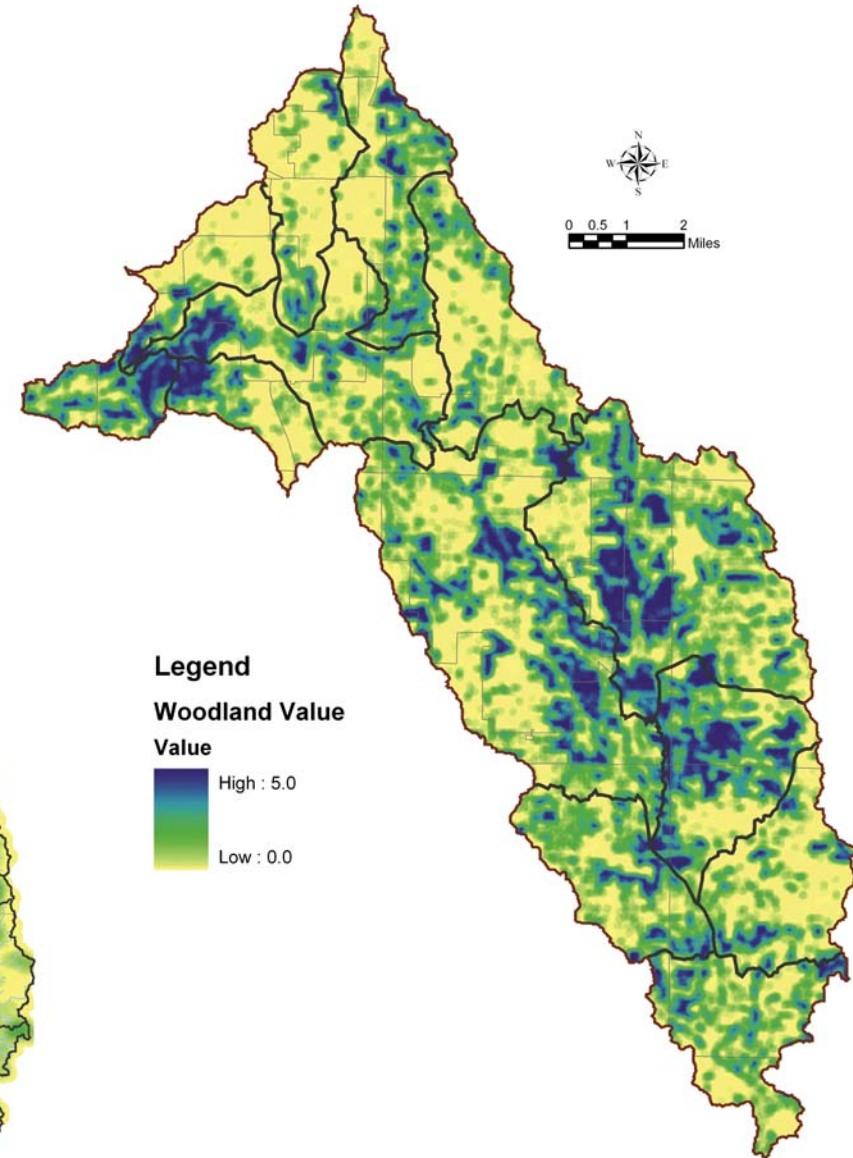 N
W E
S
0 0.5 1 2
Miles
Legend
Woodland Value
Value
High : 5.0
Low : 0.0